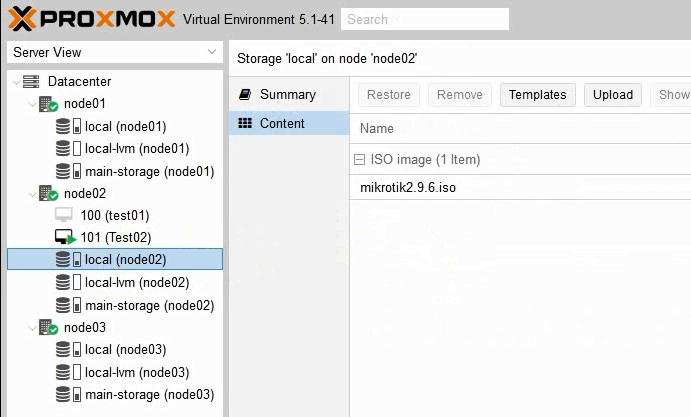 PROXMOX Virtual Environment 5.1-41 Search
Server View
Storage 'local' on node 'node02'
Datacenter
node01
local (node01)
local-lvm (node01)
main-storage (node01)
node02
100 (test01)
101 (Test02)
local (node02)
local-lvm (node02)
main-storage (node02)
node03
local (node03)
local-lvm (node03)
main-storage (node03)
Summary
Content
Restore Remove Templates Upload Show
Name
ISO image (1 Item)
mikrotik2.9.6.iso